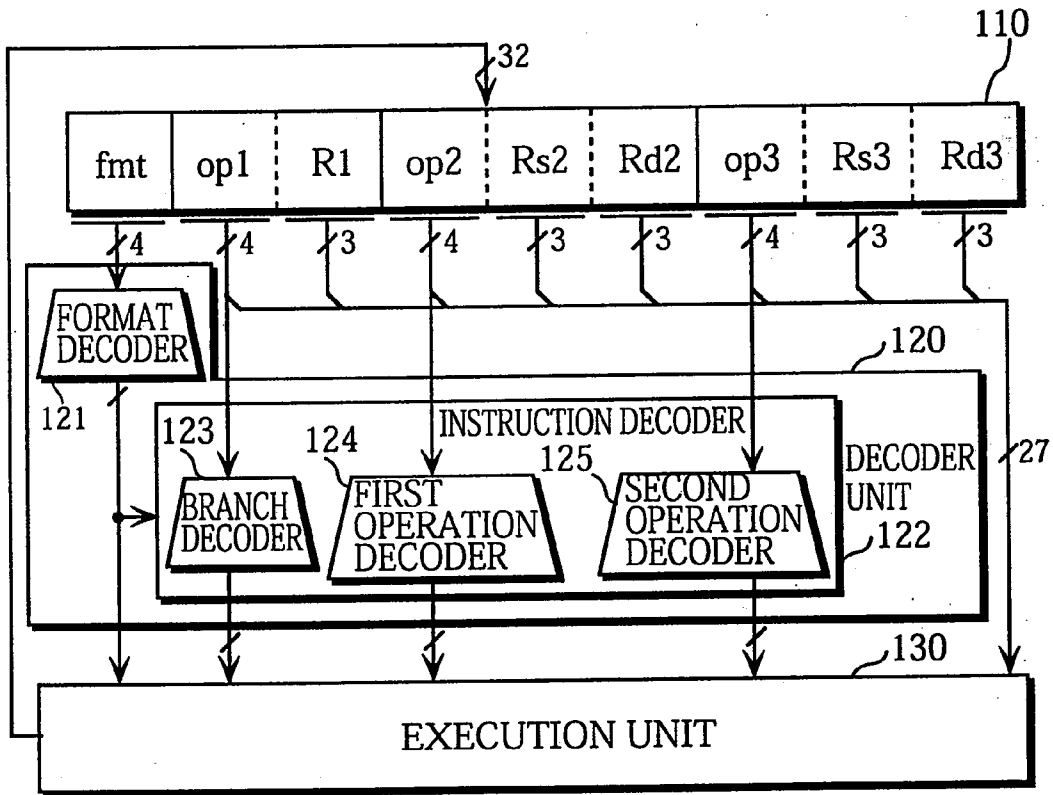 110
32
fmt op1 R1 op2 Rs2 Rd2 op3 Rs3 Rd3
4 4 3 4 3 3 4 3 3
FORMAT
DECODER
121
120
INSTRUCTION DECODER
123
124
125
BRANCH
DECODER
FIRST
OPERATION
DECODER
SECOND
OPERATION
DECODER
DECODER
UNIT
122
27
130
EXECUTION UNIT